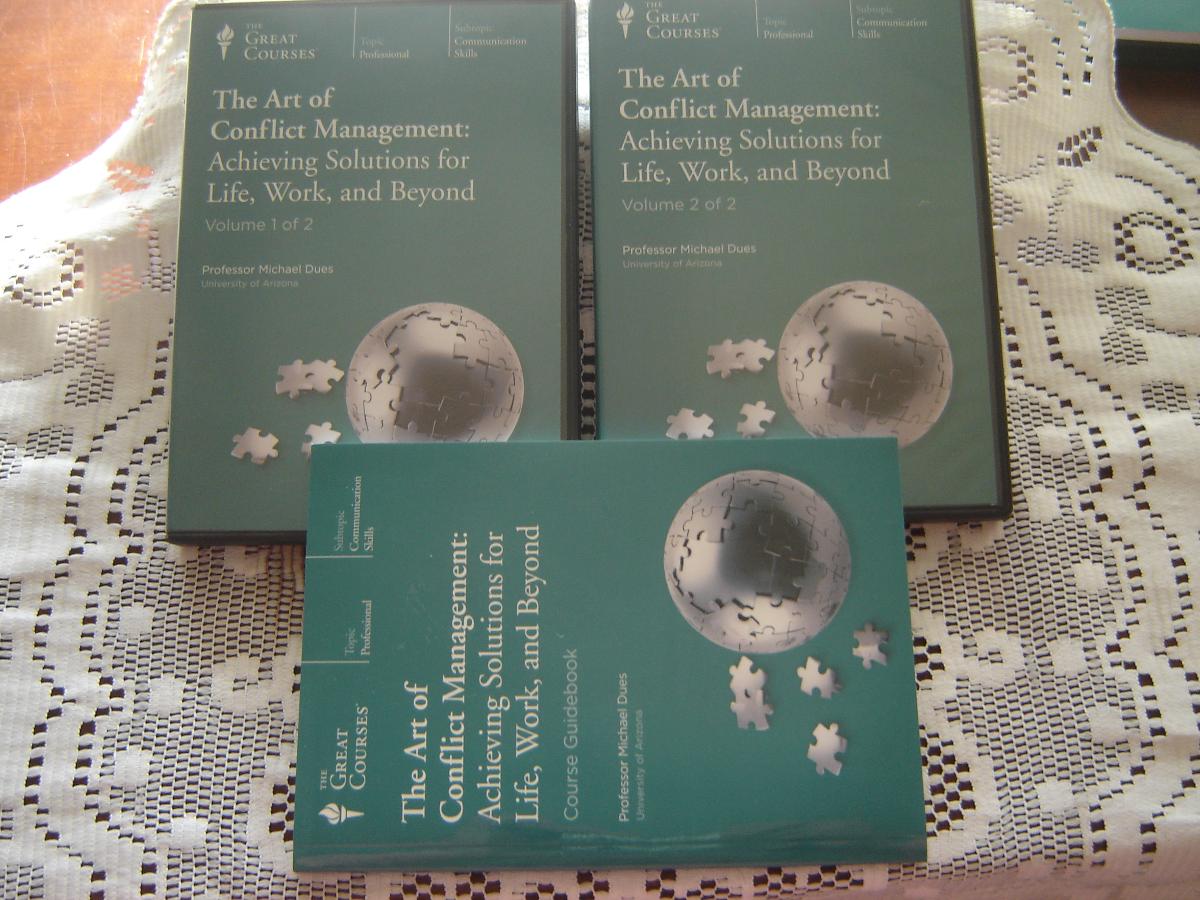 THE
GREAT
COURSES
Topic
Professional
Subtopic
Communication
Skills
The Art of
Conflict Management:
Achieving Solutions for
Life, Work, and Beyond
Volume 1 of 2
Professor Michael Dues
University of Arizona
THE
GREAT
COURSES
Topic
Professional
Subtopic
Communication
Skills
The Art of
Conflict Management:
Achieving Solutions for
Life, Work, and Beyond
Volume 2 of 2
Professor Michael Dues
University of Arizona
THE
GREAT
COURSES
Topic
Professional
Subtopic
Communication
Skills
The Art of
Conflict Management:
Achieving Solutions for
Life, Work, and Beyond
Course Guidebook
Professor Michael Dues
University of Arizona